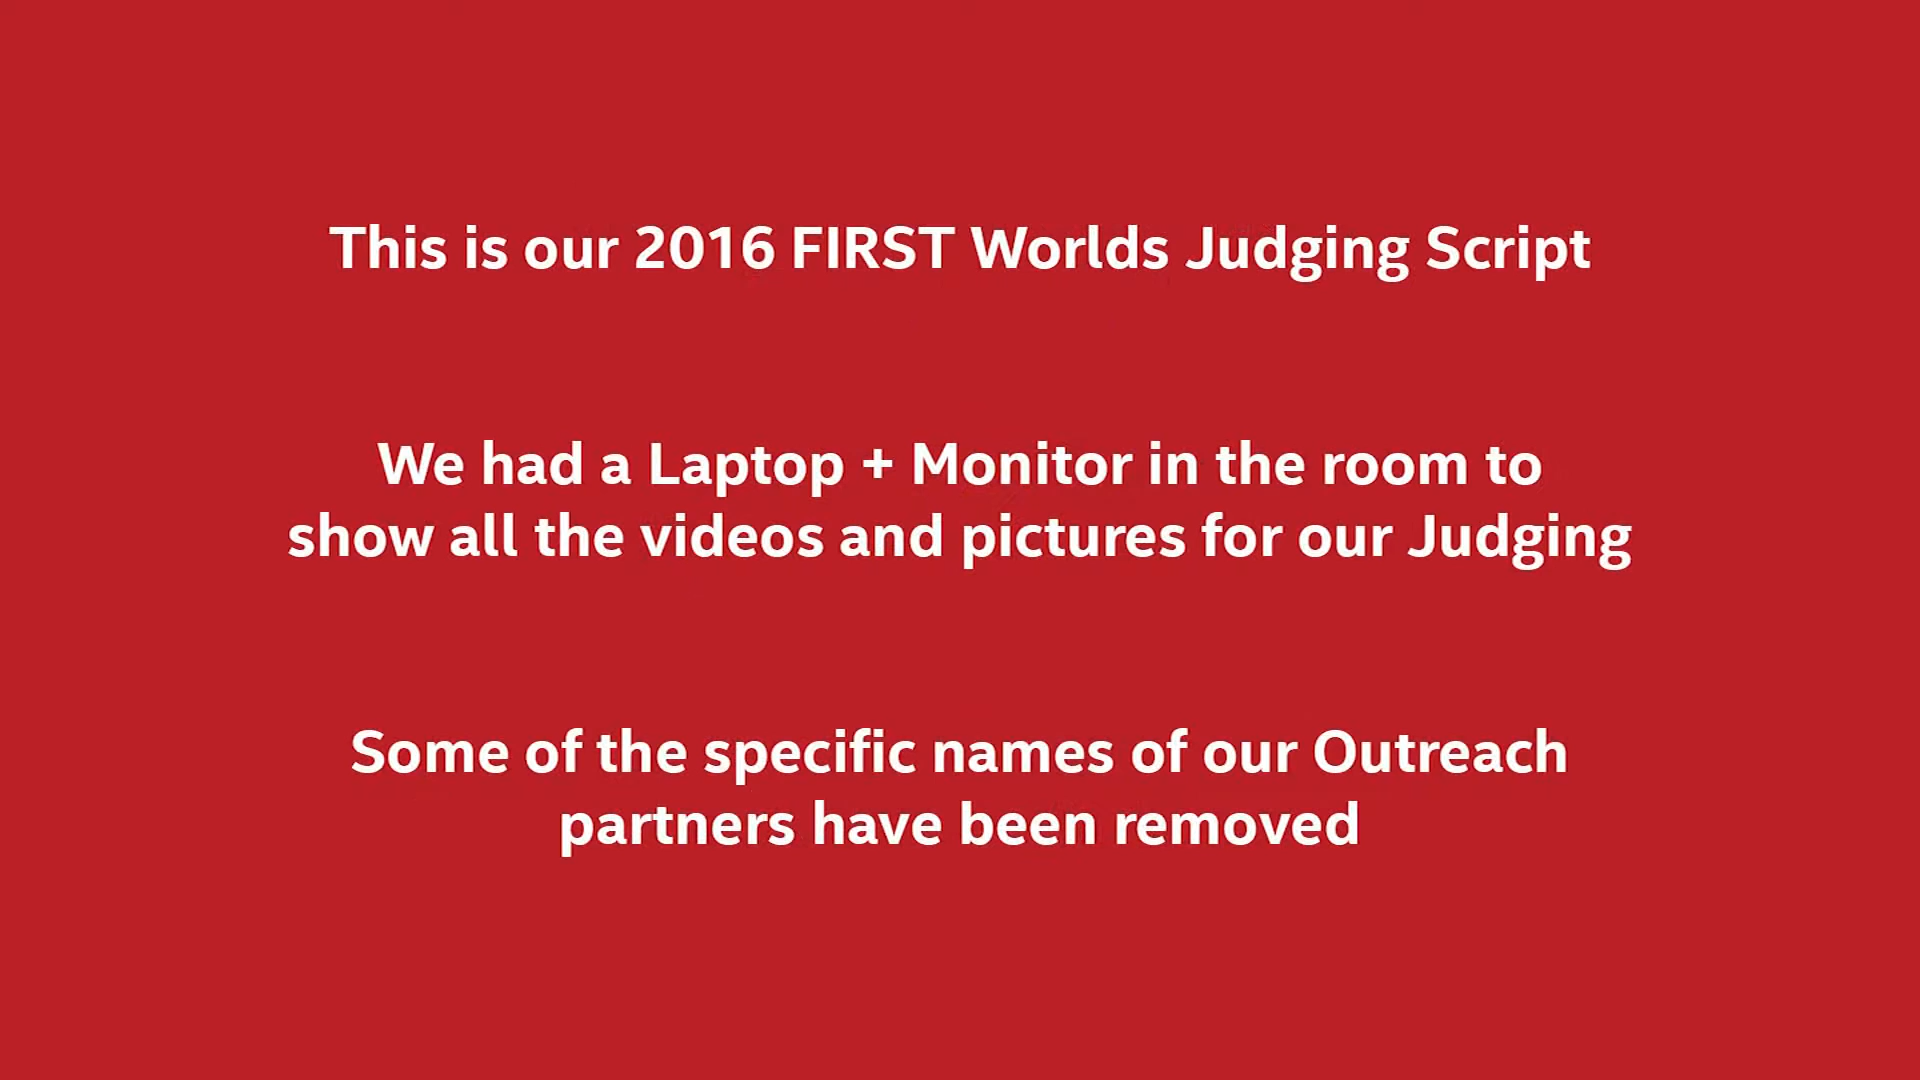 This is our 2016 FIRST Worlds Judging Script
We had a Laptop + Monitor in the room to
show all the videos and pictures for our Judging
Some of the specific names of our Outreach
partners have been removed